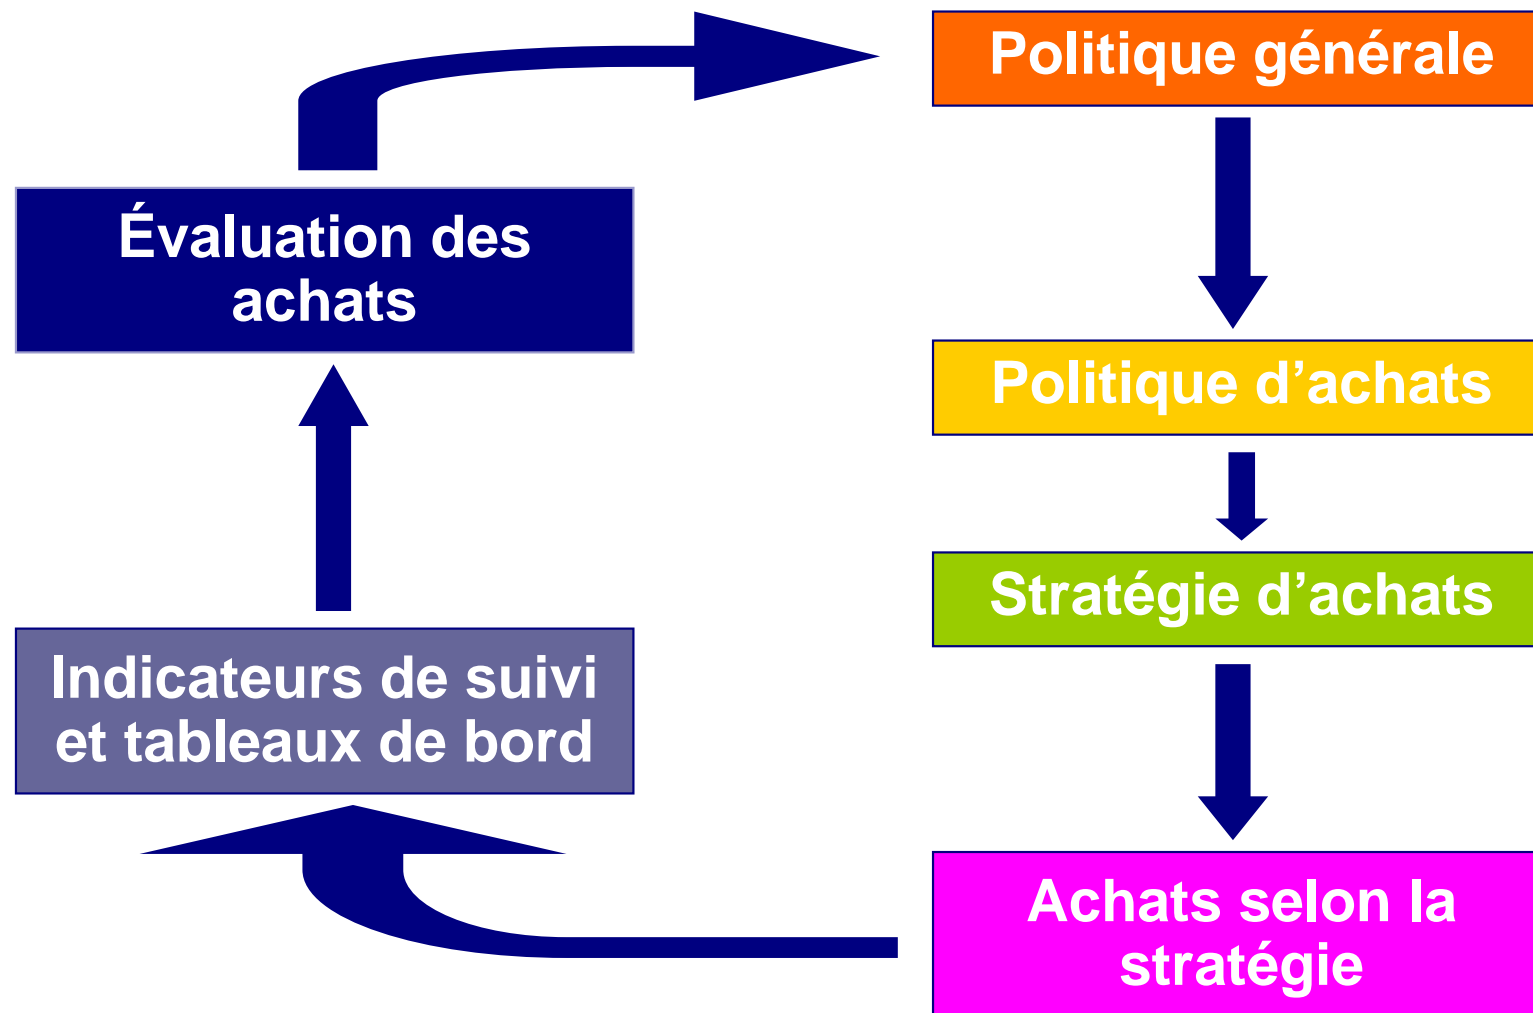 Politique générale
Évaluation des
achats
Politique d’achats
Stratégie d’achats
Indicateurs de suivi
et tableaux de bord
Achats selon la
stratégie